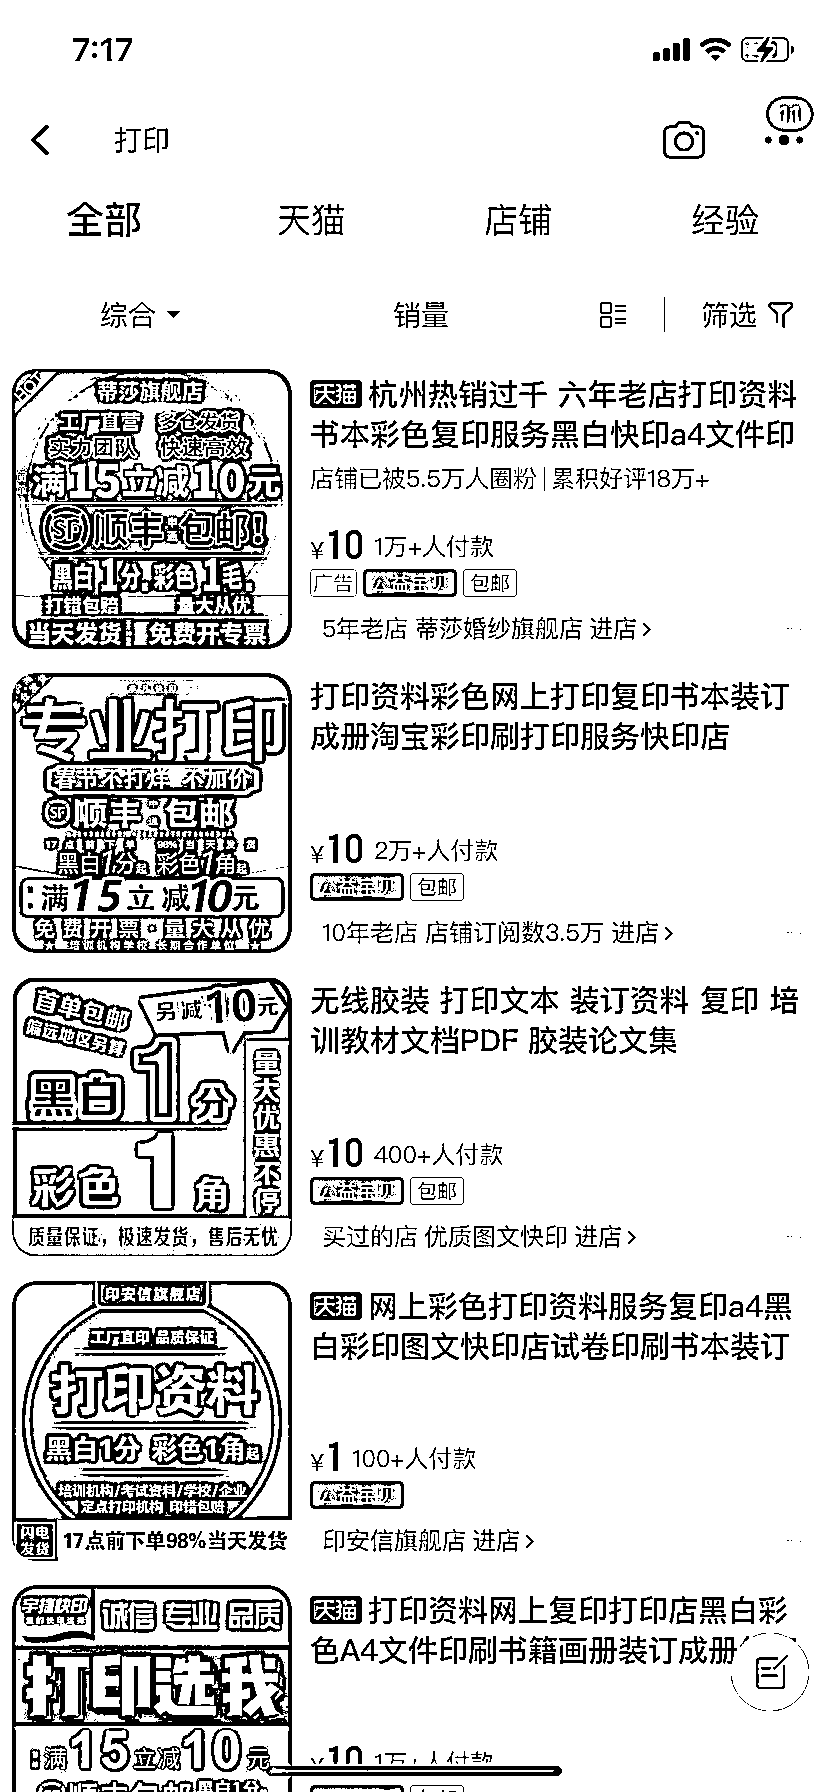 7:17
打印
全部
天猫
店铺
经验
综合
销量
筛选
HOT
蒂莎旗舰店
工厂直营 多仓发货
实力团队 快速高效
满15立减10元
SF 顺丰 包邮!
黑白1分,彩色1毛,
打错包赔 量大从优
当天发货 免费开专票
天猫 杭州热销过千 六年老店打印资料
书本彩色复印服务黑白快印a4文件印
店铺已被5.5万人圈粉 | 累积好评18万+
¥10 1万+人付款
广告 公益宝贝 包邮
5年老店 蒂莎婚纱旗舰店 进店
专业打印
春节不打烊 不加价
SF 顺丰 包邮
17点前下单 98%当天发货
黑白1分起 彩色1角起
满15立减10元
免费开票 量大从优
培训机构学校长期合作单位
打印资料彩色网上打印复印书本装订
成册淘宝彩印刷打印服务快印店
¥10 2万+人付款
公益宝贝 包邮
10年老店 店铺订阅数3.5万 进店
首单包邮
偏远地区另算
另减10元
黑白1分
彩色1角
量大优惠不停
质量保证，极速发货，售后无忧
无线胶装 打印文本 装订资料 复印 培
训教材文档PDF 胶装论文集
¥10 400+人付款
公益宝贝 包邮
买过的店 优质图文快印 进店
印安信旗舰店
工厂直印 品质保证
打印资料
黑白1分 彩色1角起
培训机构/考试资料/学校/企业
定点打印机构 印错包赔
闪电发货
17点前下单98%当天发货
天猫 网上彩色打印资料服务复印a4黑
白彩印图文快印店试卷印刷书本装订
¥1 100+人付款
公益宝贝
印安信旗舰店 进店
诚信 专业 品质
打印选我
满15立减10元
天猫 打印资料网上复印打印店黑白彩
色A4文件印刷书籍画册装订成册
¥10 1万+人付款